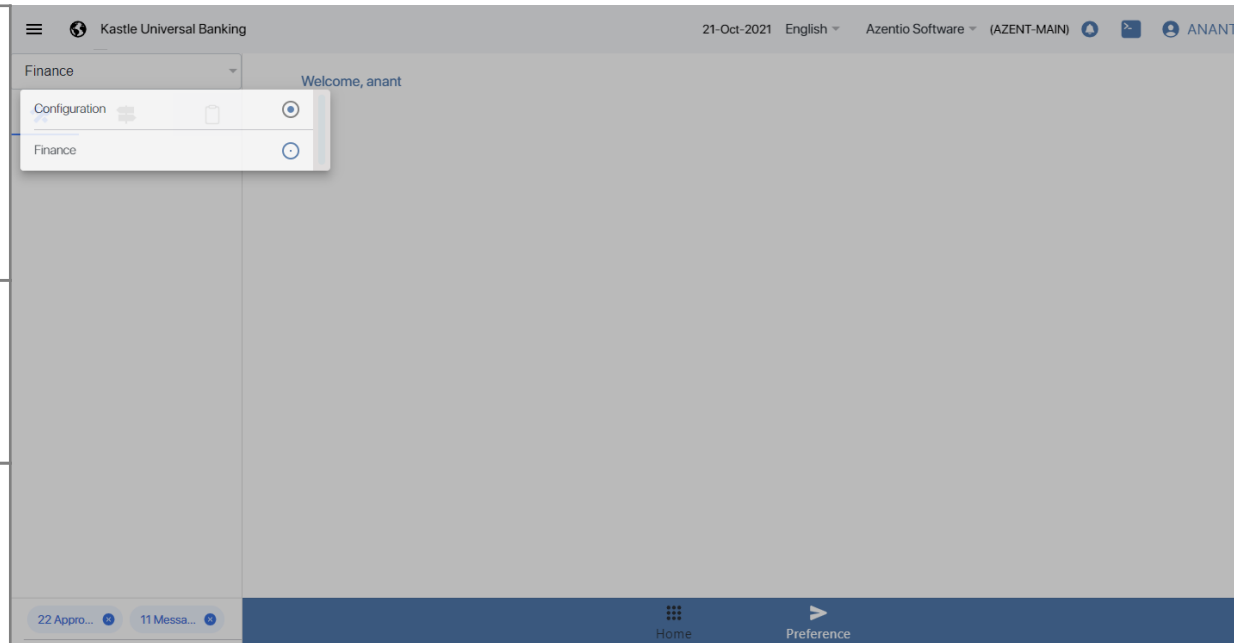 Kastle Universal Banking 21-Oct-2021 English Azentio Software (AZENT-MAIN) ANANT
Finance
Welcome, anant
Configuration
Finance
22 Appro... 11 Messa...
Home Preference